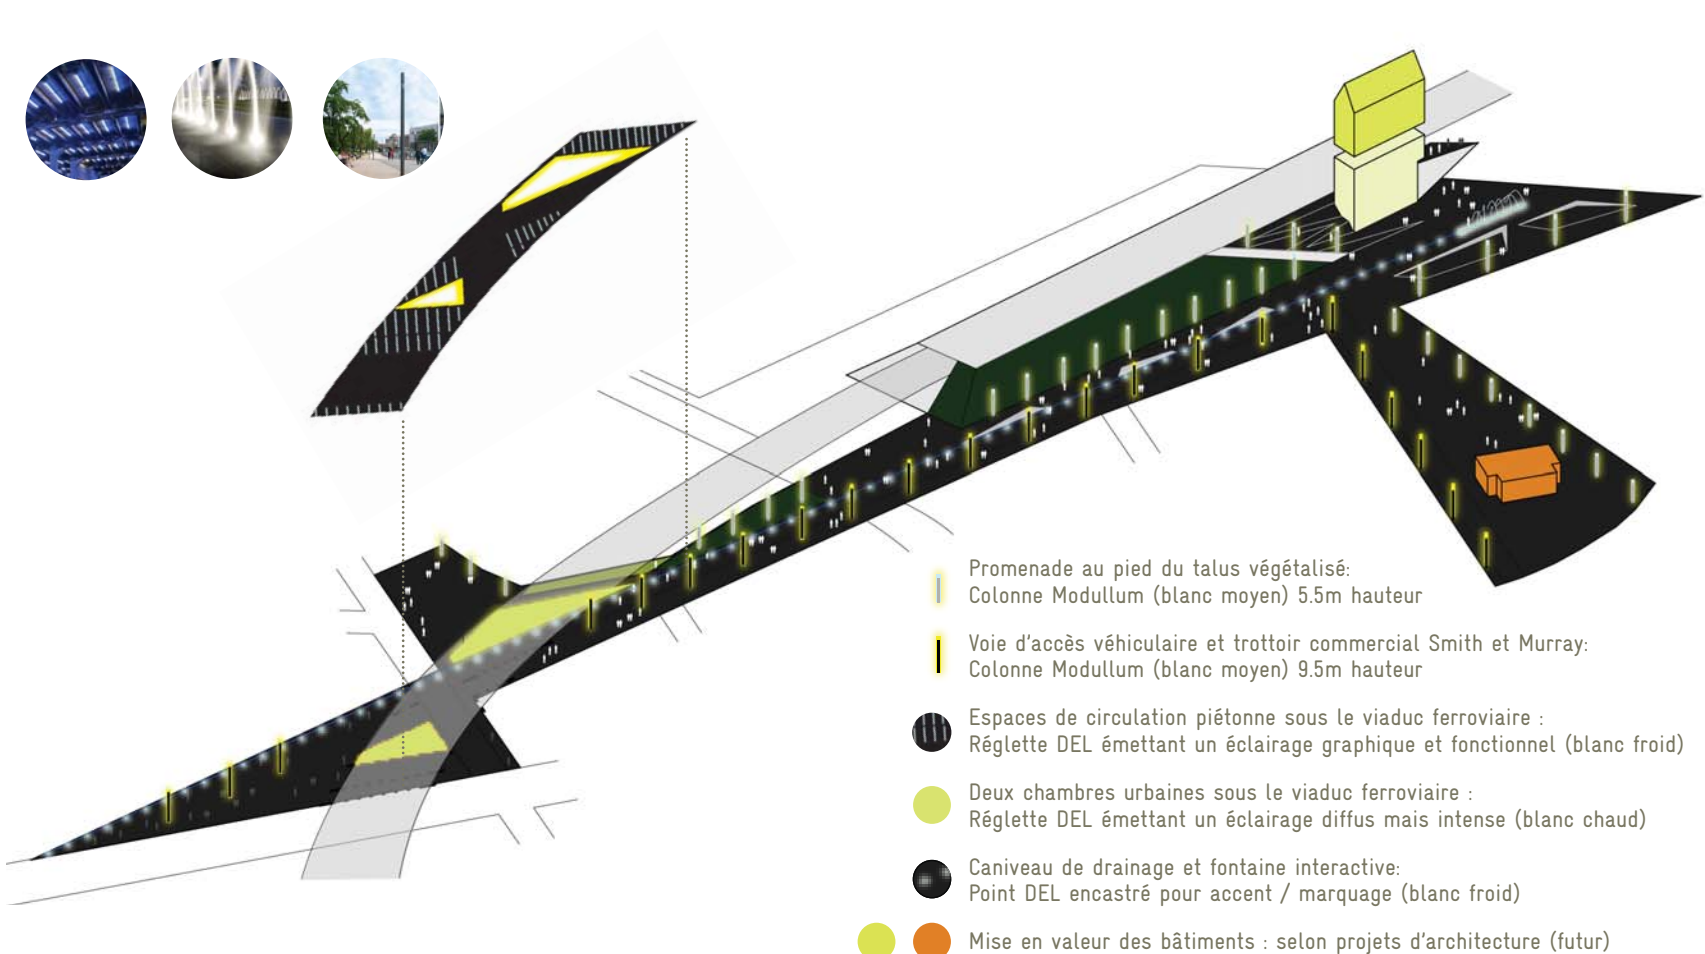 Promenade au pied du talus végétalisé:
Colonne Modullum (blanc moyen) 5.5m hauteur
Voie d'accès véhiculaire et trottoir commercial Smith et Murray:
Colonne Modullum (blanc moyen) 9.5m hauteur
Espaces de circulation piétonne sous le viaduc ferroviaire :
Réglette DEL émettant un éclairage graphique et fonctionnel (blanc froid)
Deux chambres urbaines sous le viaduc ferroviaire :
Réglette DEL émettant un éclairage diffus mais intense (blanc chaud)
Caniveau de drainage et fontaine interactive:
Point DEL encastré pour accent / marquage (blanc froid)
Mise en valeur des bâtiments : selon projets d'architecture (futur)